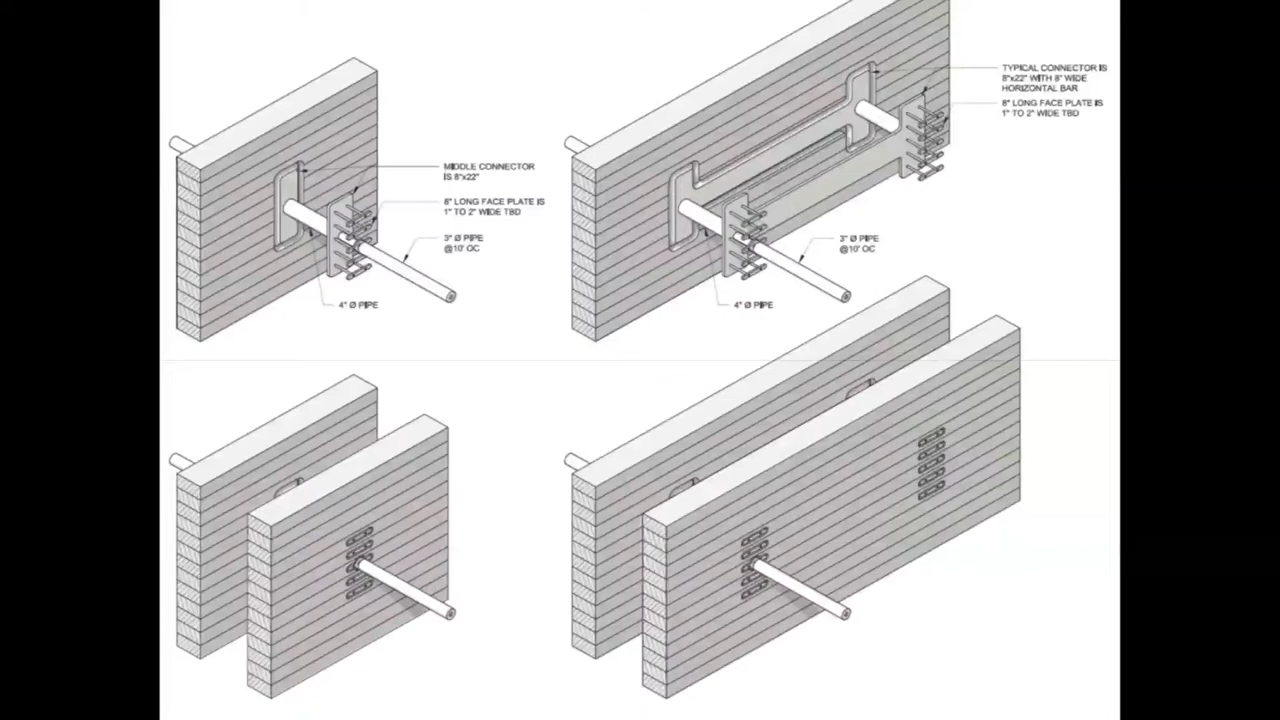 MIDDLE CONNECTOR
IS 8"x22"
8" LONG FACE PLATE IS
1" TO 2" WIDE TBD
3" Ø PIPE
@10' OC
4" Ø PIPE
TYPICAL CONNECTOR IS
8"x22" WITH 8" WIDE
HORIZONTAL BAR
8" LONG FACE PLATE IS
1" TO 2" WIDE TBD
3" Ø PIPE
@10' OC
4" Ø PIPE